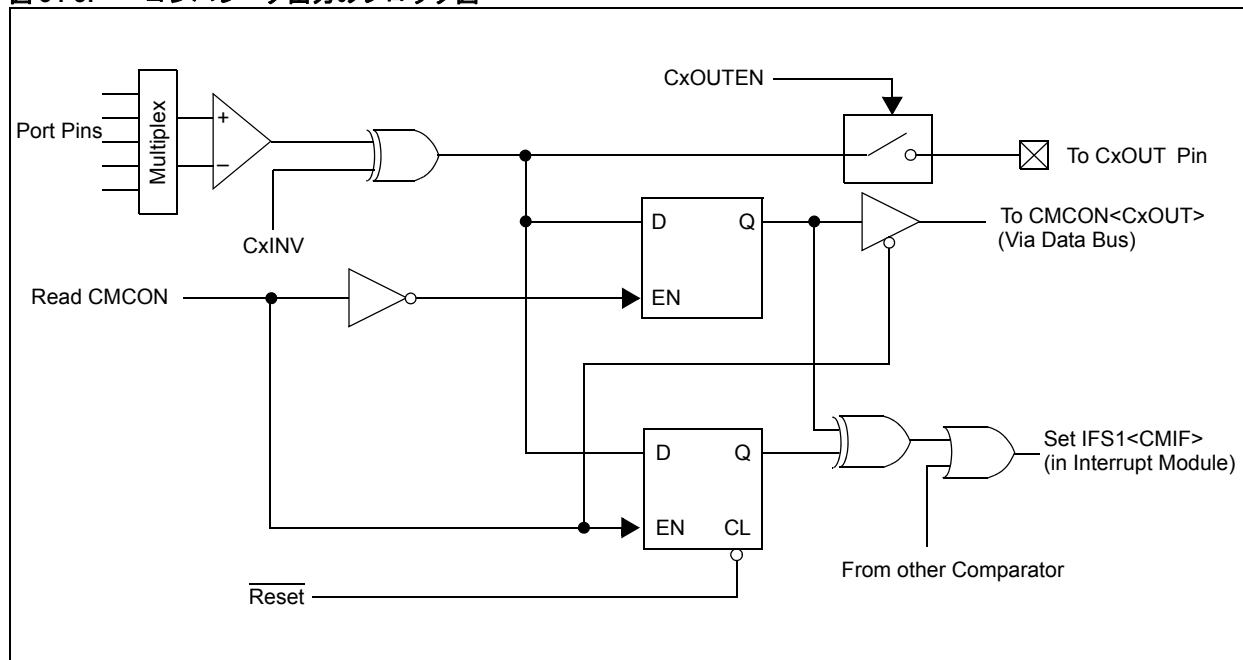 CxOUTEN
Port Pins
Multiplex
+
–
To CxOUT Pin
CxINV
D
Q
EN
To CMCON<CxOUT>
(Via Data Bus)
Read CMCON
D
Q
EN
CL
Set IFS1<CMIF>
(in Interrupt Module)
From other Comparator
Reset